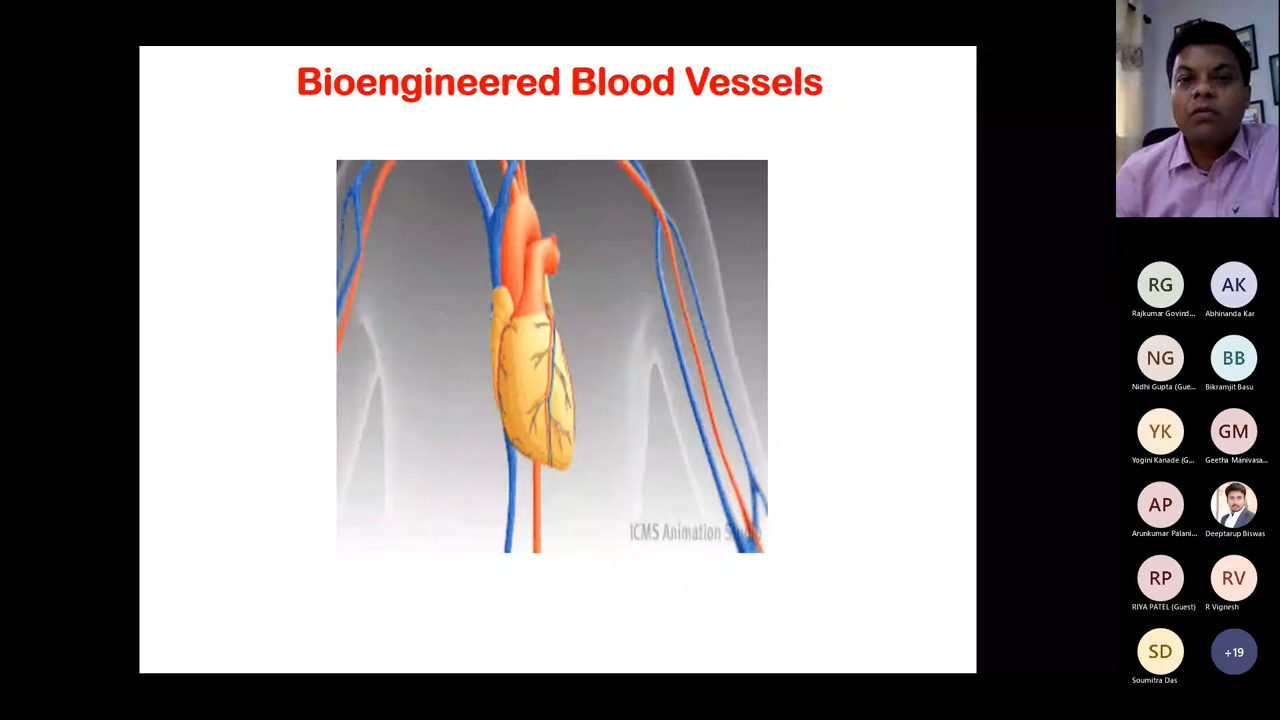 Bioengineered Blood Vessels
ICMS Animation Studio
RG
Rajkumar Govind...
AK
Abhinanda Kar
NG
Nidhi Gupta (Gue...
BB
Bikramjit Basu
YK
Yogini Kanade (G...
GM
Geetha Manivasa...
AP
Arunkumar Palani...
Deeptarup Biswas
RP
RIYA PATEL (Guest)
RV
R Vignesh
SD
Soumitra Das
+19